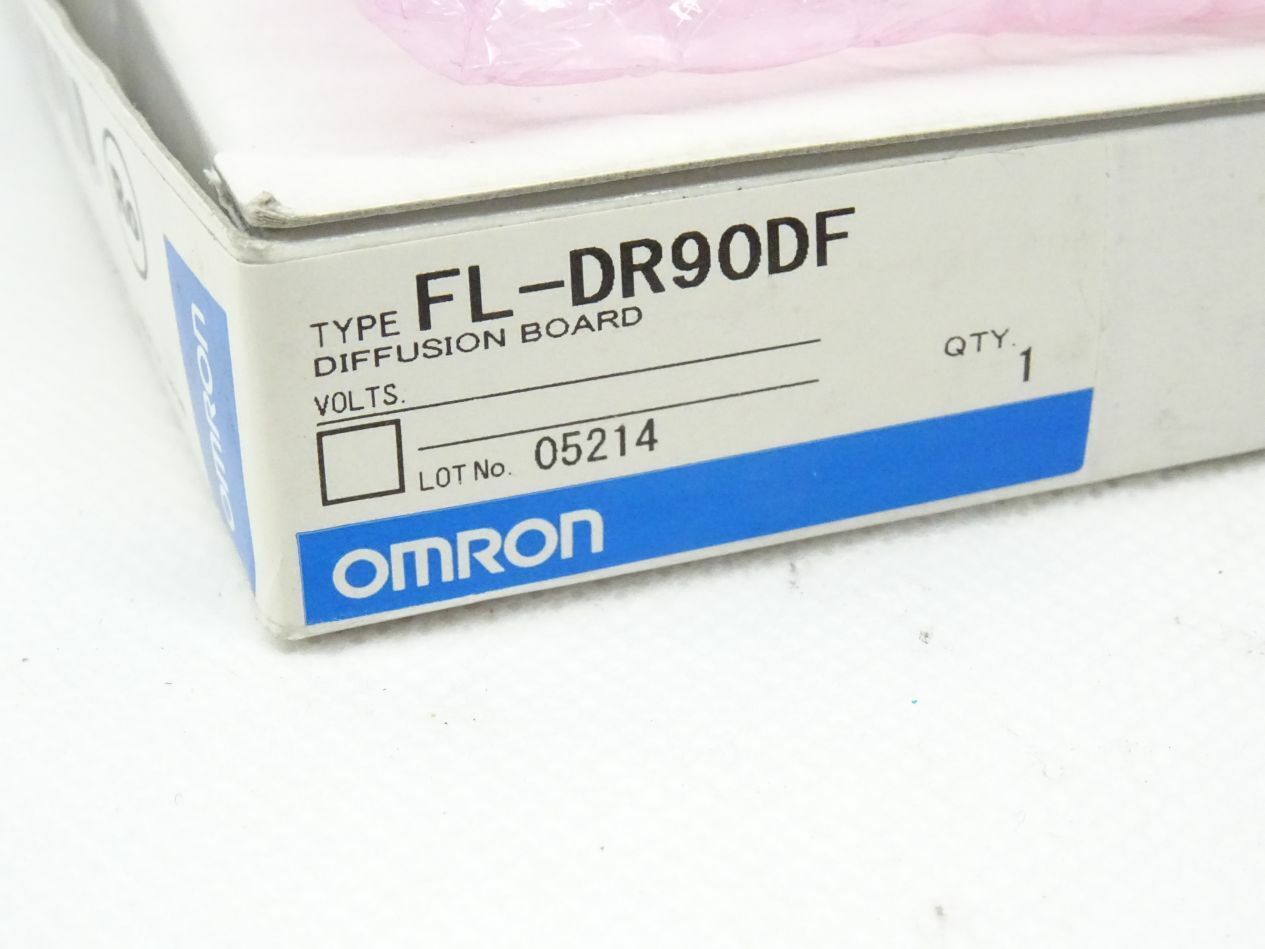 TYPE FL-DR90DF
DIFFUSION BOARD
VOLTS.
QTY. 1
LOT No. 05214
OMRON
OMRON